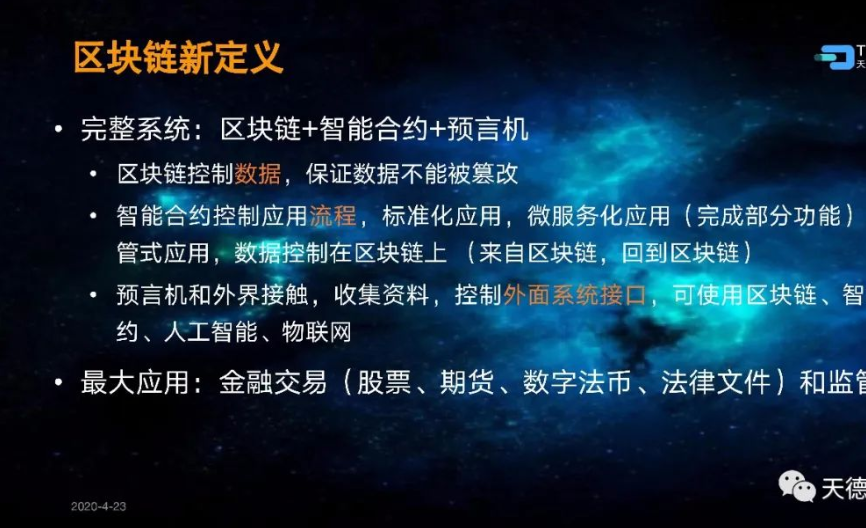 区块链新定义
T
天
• 完整系统：区块链+智能合约+预言机
• 区块链控制数据，保证数据不能被篡改
• 智能合约控制应用流程，标准化应用，微服务化应用（完成部分功能）
管式应用，数据控制在区块链上 （来自区块链，回到区块链）
• 预言机和外界接触，收集资料，控制外面系统接口，可使用区块链、智
约、人工智能、物联网
• 最大应用：金融交易（股票、期货、数字法币、法律文件）和监管
2020-4-23
天德